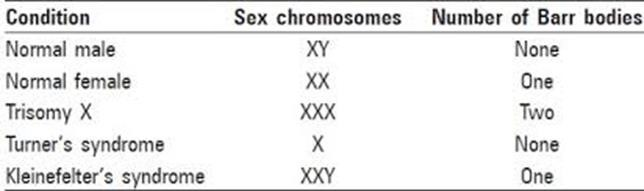 Condition Sex chromosomes Number of Barr bodies
Normal male XY None
Normal female XX One
Trisomy X XXX Two
Turner's syndrome X None
Kleinefelter's syndrome XXY One